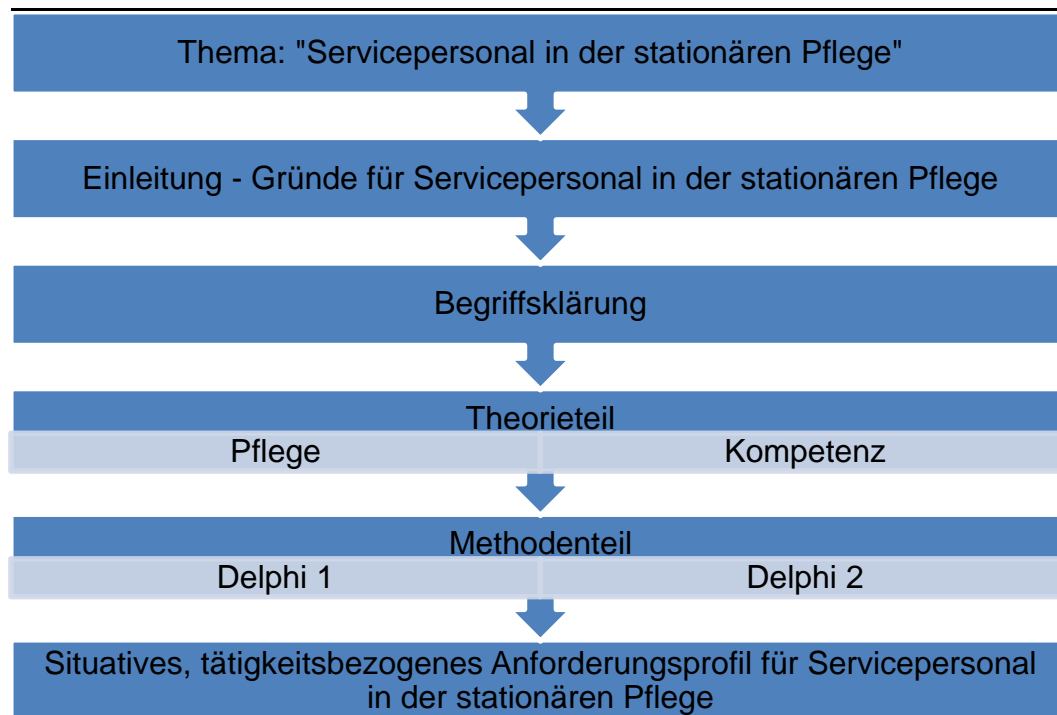 Thema: "Servicepersonal in der stationären Pflege"
Einleitung - Gründe für Servicepersonal in der stationären Pflege
Begriffsklärung
Theorieteil
Pflege
Kompetenz
Methodenteil
Delphi 1
Delphi 2
Situatives, tätigkeitsbezogenes Anforderungsprofil für Servicepersonal
in der stationären Pflege